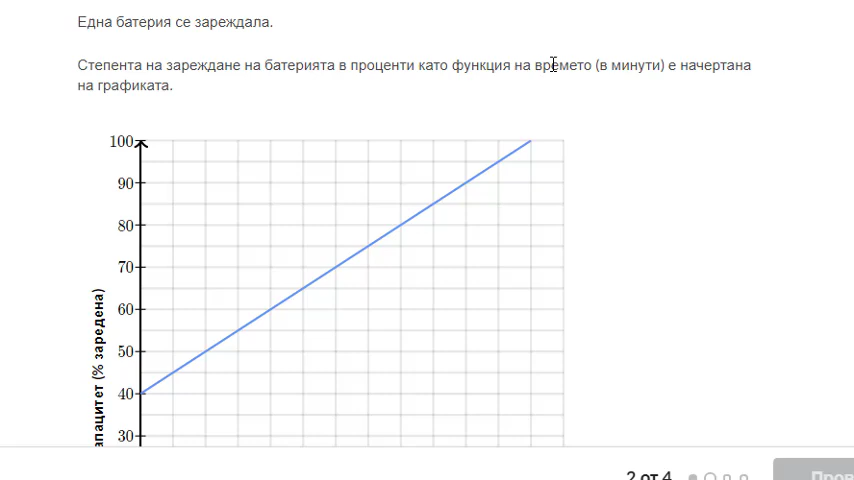 Една батерия се зареждала.
Степента на зареждане на батерията в проценти като функция на времето (в минути) е начертана
на графиката.
100
90
80
70
60
50
40
30
апацитет (% заредена)
2 от 4
Пров